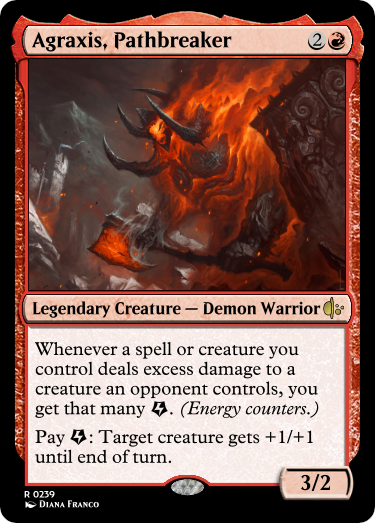 Agraxis, Pathbreaker 2
Legendary Creature — Demon Warrior
Whenever a spell or creature you
control deals excess damage to a
creature an opponent controls, you
get that many . (Energy counters.)
Pay : Target creature gets +1/+1
until end of turn.
3/2
R 0239
Diana Franco